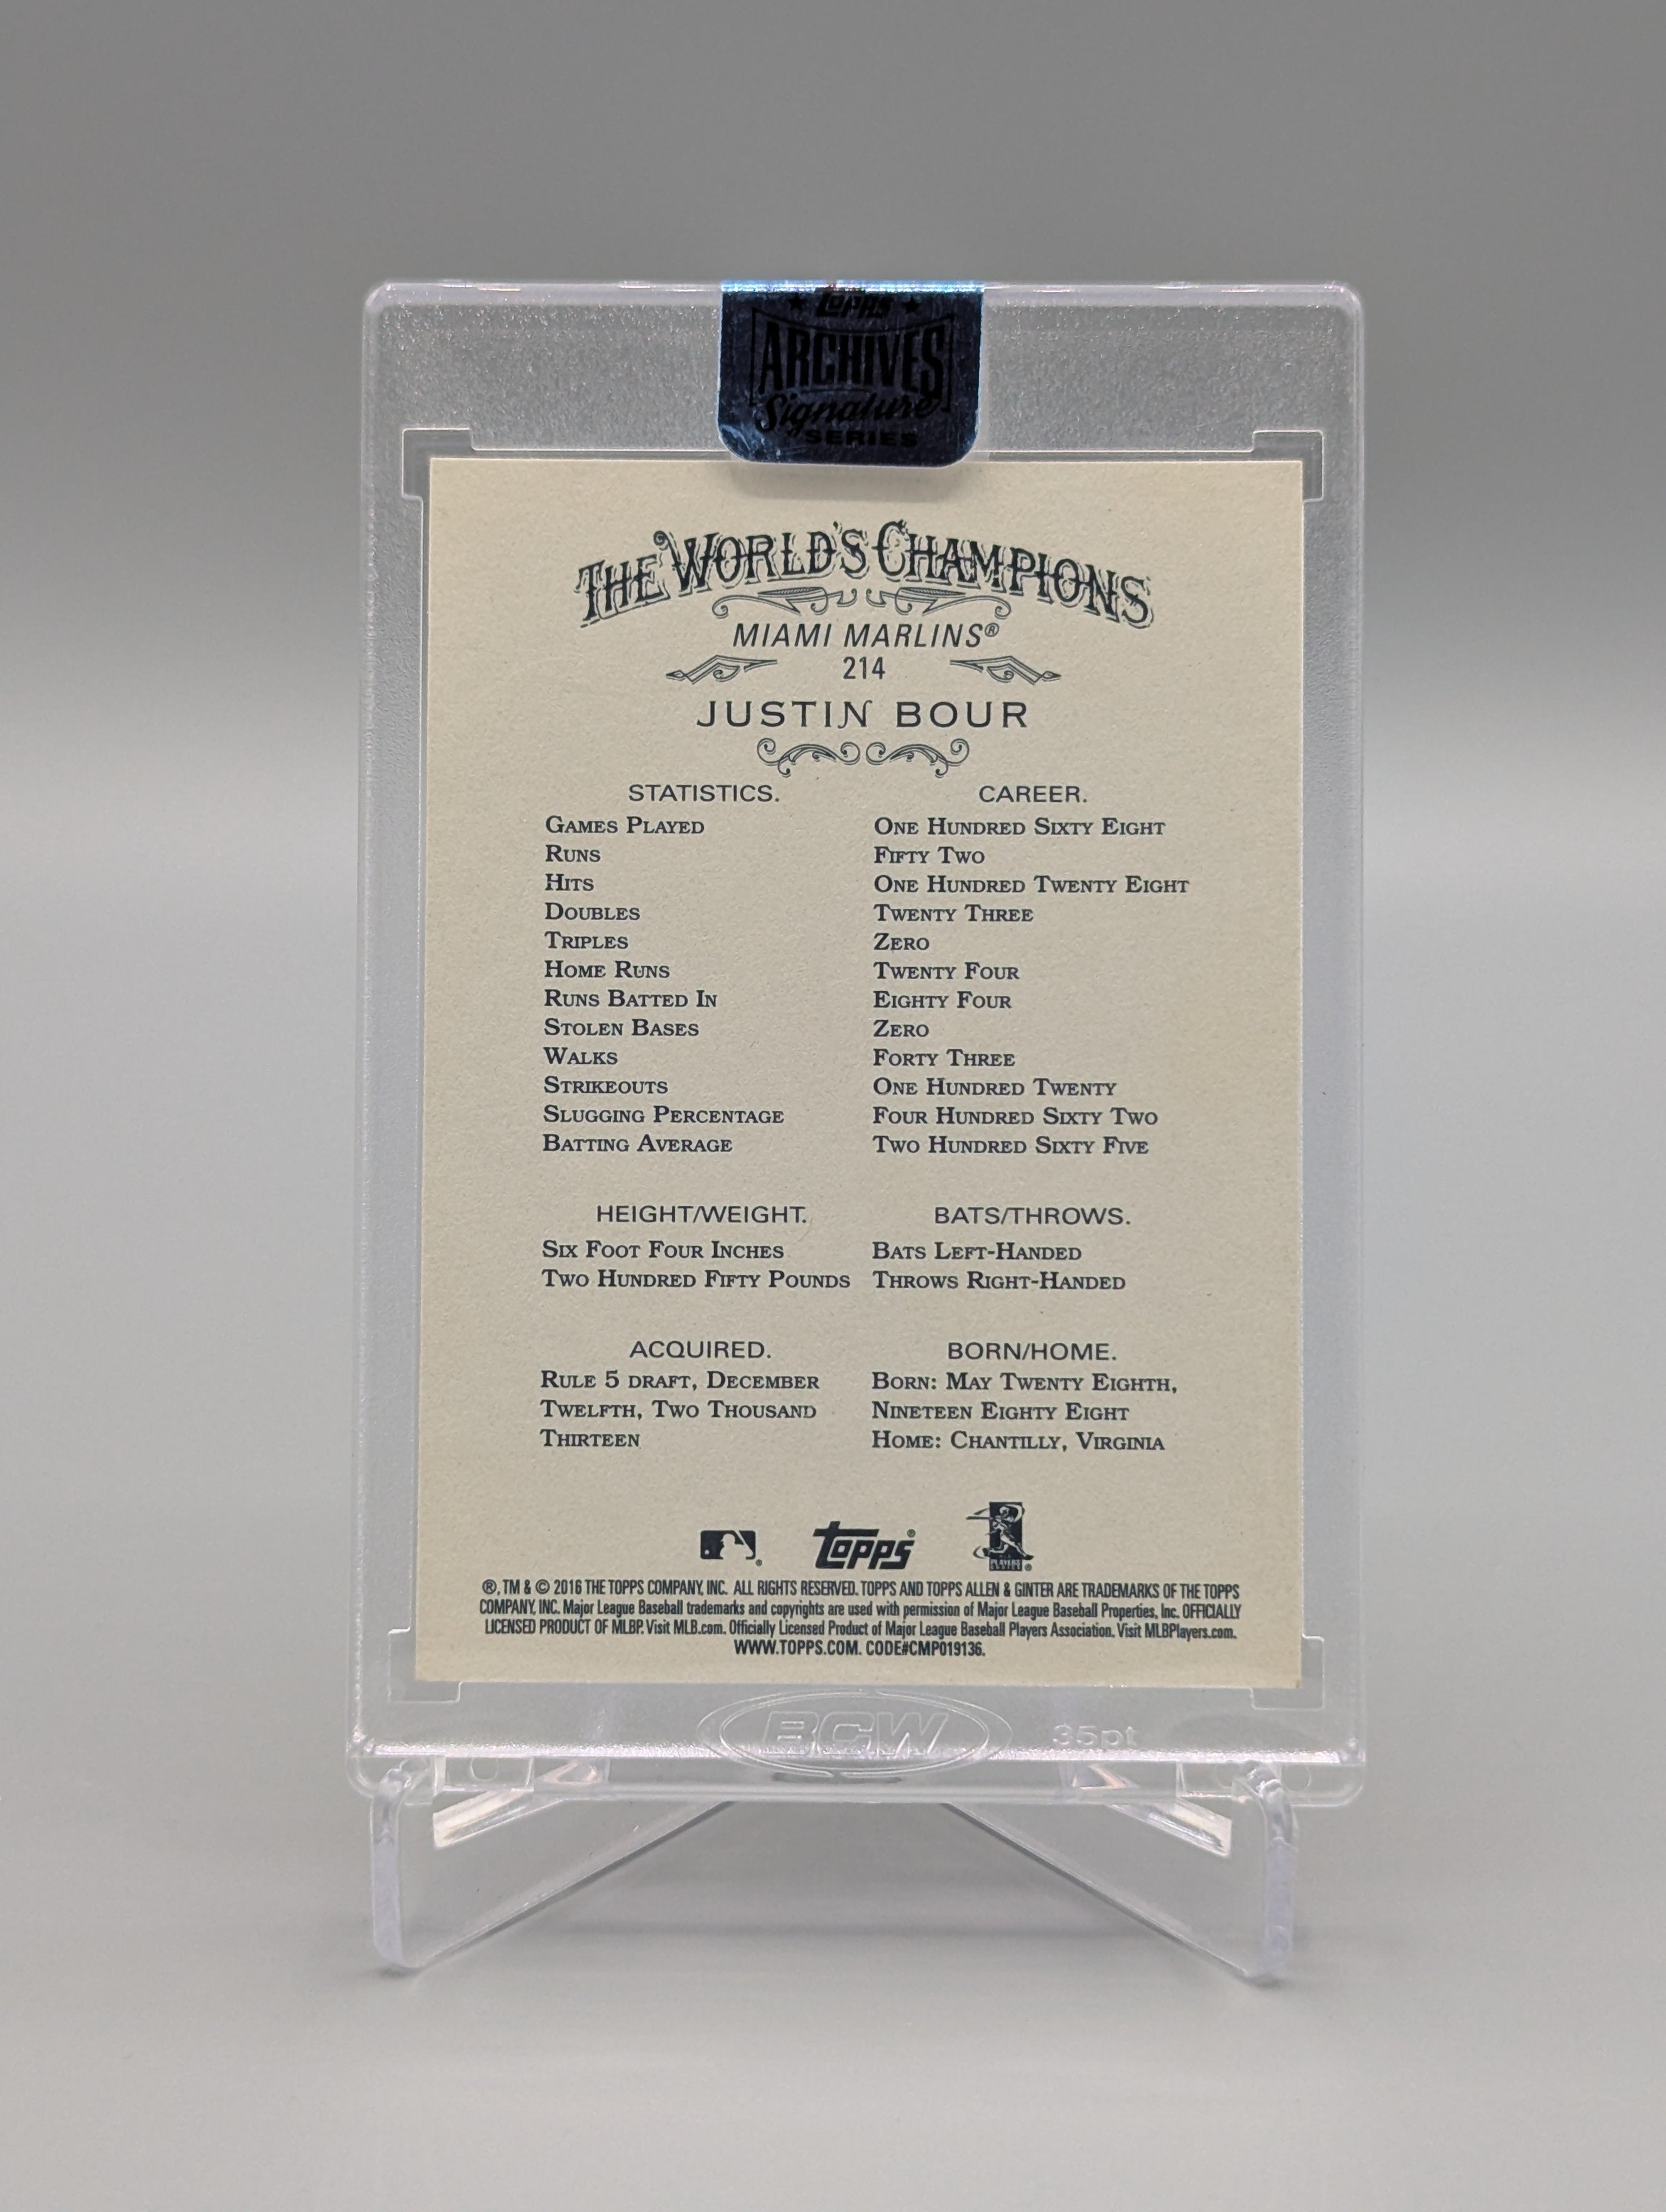 Topps
ARCHIVES
Signature
SERIES
THE WORLD'S CHAMPIONS
MIAMI MARLINS®
214
JUSTIN BOUR
STATISTICS. CAREER.
GAMES PLAYED ONE HUNDRED SIXTY EIGHT
RUNS FIFTY TWO
HITS ONE HUNDRED TWENTY EIGHT
DOUBLES TWENTY THREE
TRIPLES ZERO
HOME RUNS TWENTY FOUR
RUNS BATTED IN EIGHTY FOUR
STOLEN BASES ZERO
WALKS FORTY THREE
STRIKEOUTS ONE HUNDRED TWENTY
SLUGGING PERCENTAGE FOUR HUNDRED SIXTY TWO
BATTING AVERAGE TWO HUNDRED SIXTY FIVE
HEIGHT/WEIGHT. BATS/THROWS.
SIX FOOT FOUR INCHES BATS LEFT-HANDED
TWO HUNDRED FIFTY POUNDS THROWS RIGHT-HANDED
ACQUIRED. BORN/HOME.
RULE 5 DRAFT, DECEMBER BORN: MAY TWENTY EIGHTH,
TWELFTH, TWO THOUSAND NINETEEN EIGHTY EIGHT
THIRTEEN HOME: CHANTILLY, VIRGINIA
Topps®
PLAYERS
®, TM & © 2016 THE TOPPS COMPANY, INC. ALL RIGHTS RESERVED. TOPPS AND TOPPS ALLEN & GINTER ARE TRADEMARKS OF THE TOPPS
COMPANY, INC. Major League Baseball trademarks and copyrights are used with permission of Major League Baseball Properties, Inc. OFFICIALLY
LICENSED PRODUCT OF MLBP. Visit MLB.com. Officially Licensed Product of Major League Baseball Players Association. Visit MLBPlayers.com.
WWW.TOPPS.COM. CODE#CMP019136.
BCW 35pt